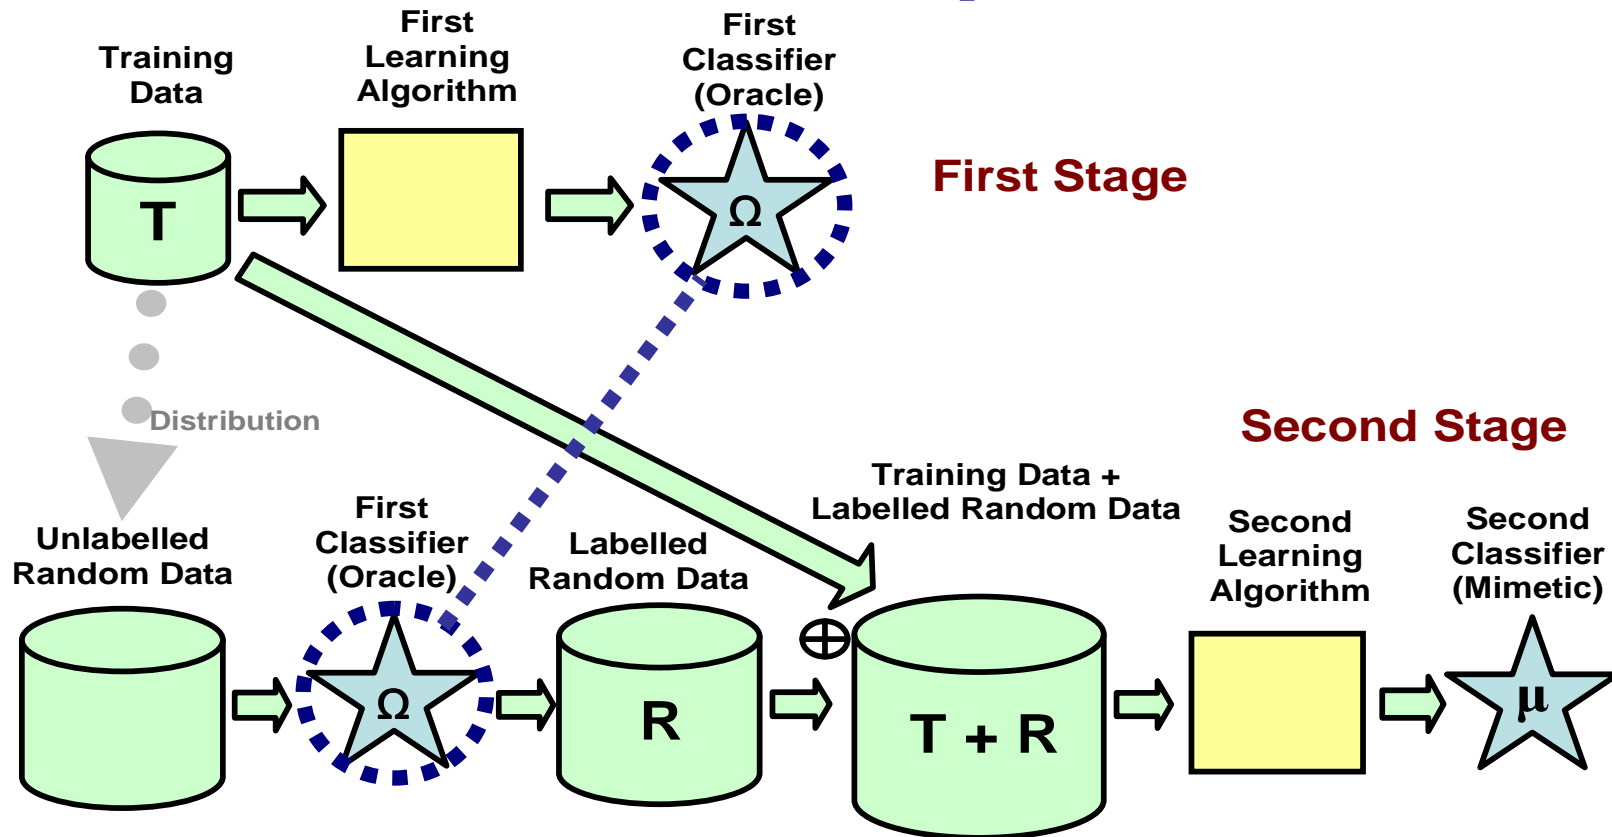 Training
Data
First
Learning
Algorithm
First
Classifier
(Oracle)
T
Ω
First Stage
Distribution
Second Stage
Unlabelled
Random Data
First
Classifier
(Oracle)
Labelled
Random Data
Training Data +
Labelled Random Data
Second
Learning
Algorithm
Second
Classifier
(Mimetic)
Ω
R
T + R
μ